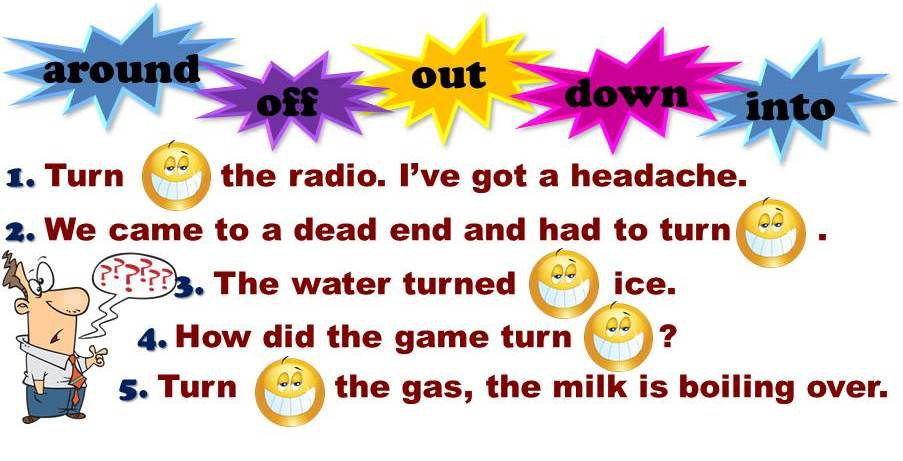 around off out down into
1. Turn the radio. I've got a headache.
2. We came to a dead end and had to turn .
?????
3. The water turned ice.
4. How did the game turn ?
5. Turn the gas, the milk is boiling over.